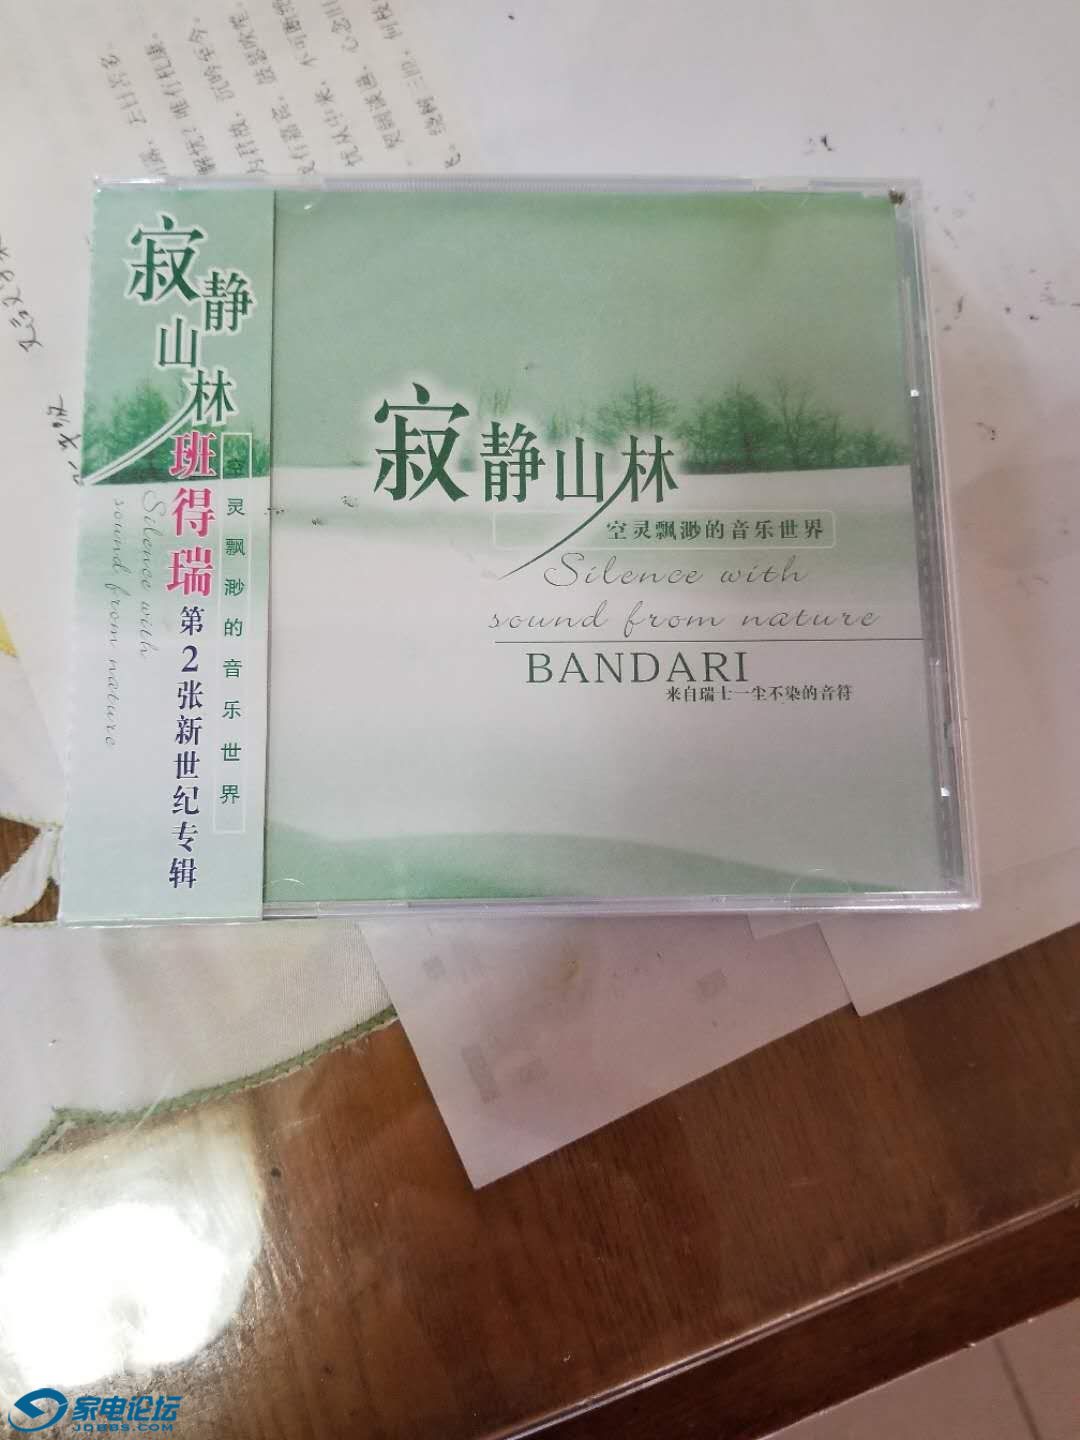 寂静山林
班得瑞
第2张新世纪专辑
空灵飘渺的音乐世界
Silence with
sound from nature
寂静山林
空灵飘渺的音乐世界
Silence with
sound from nature
BANDARI
来自瑞士一尘不染的音符
家电论坛
JDBBS.COM